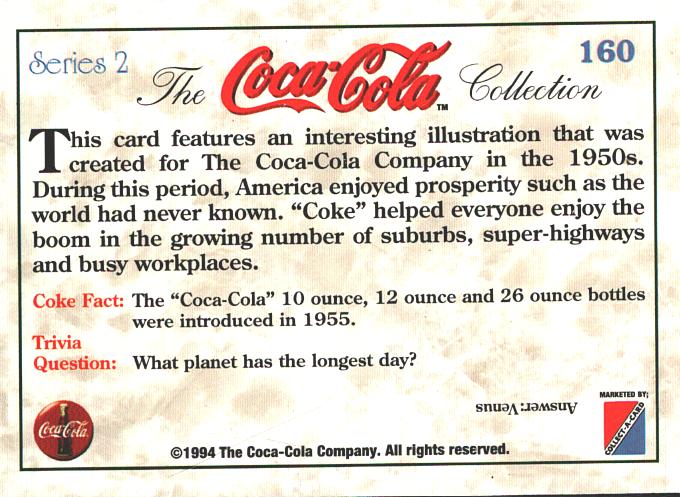 Series 2
160
The Coca-Cola Collection
TM
This card features an interesting illustration that was
created for The Coca-Cola Company in the 1950s.
During this period, America enjoyed prosperity such as the
world had never known. “Coke” helped everyone enjoy the
boom in the growing number of suburbs, super-highways
and busy workplaces.
Coke Fact: The “Coca-Cola” 10 ounce, 12 ounce and 26 ounce bottles
were introduced in 1955.
Trivia
Question: What planet has the longest day?
Answer: Venus
MARKETED BY;
COLLECT-A-CARD
Coca-Cola
©1994 The Coca-Cola Company. All rights reserved.